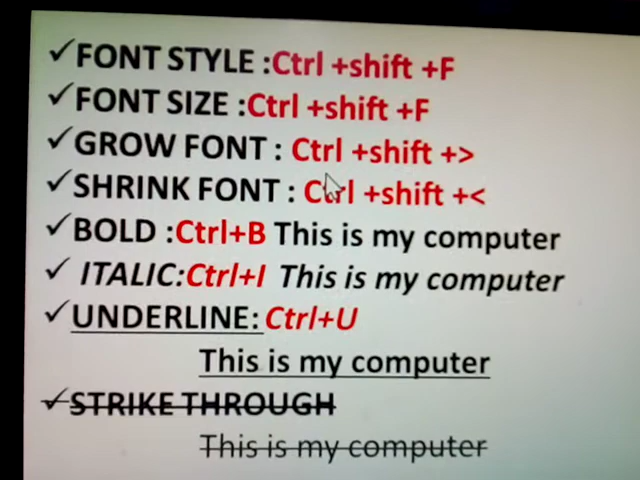 ✓FONT STYLE :Ctrl +shift +F
✓FONT SIZE :Ctrl +shift +F
✓GROW FONT : Ctrl +shift +>
✓SHRINK FONT : Ctrl +shift +<
✓BOLD :Ctrl+B This is my computer
✓ ITALIC:Ctrl+I This is my computer
✓UNDERLINE: Ctrl+U
This is my computer
✓STRIKE THROUGH
This is my computer